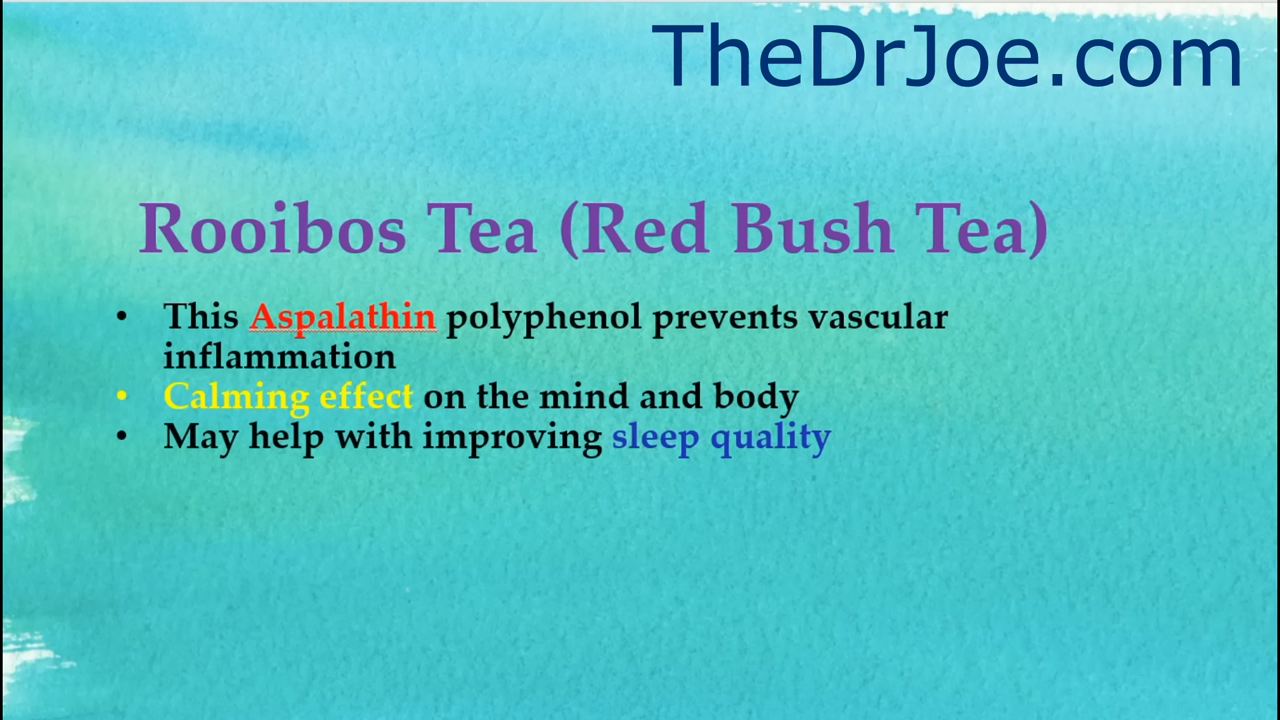 TheDrJoe.com
Rooibos Tea (Red Bush Tea)
• This Aspalathin polyphenol prevents vascular
inflammation
• Calming effect on the mind and body
• May help with improving sleep quality